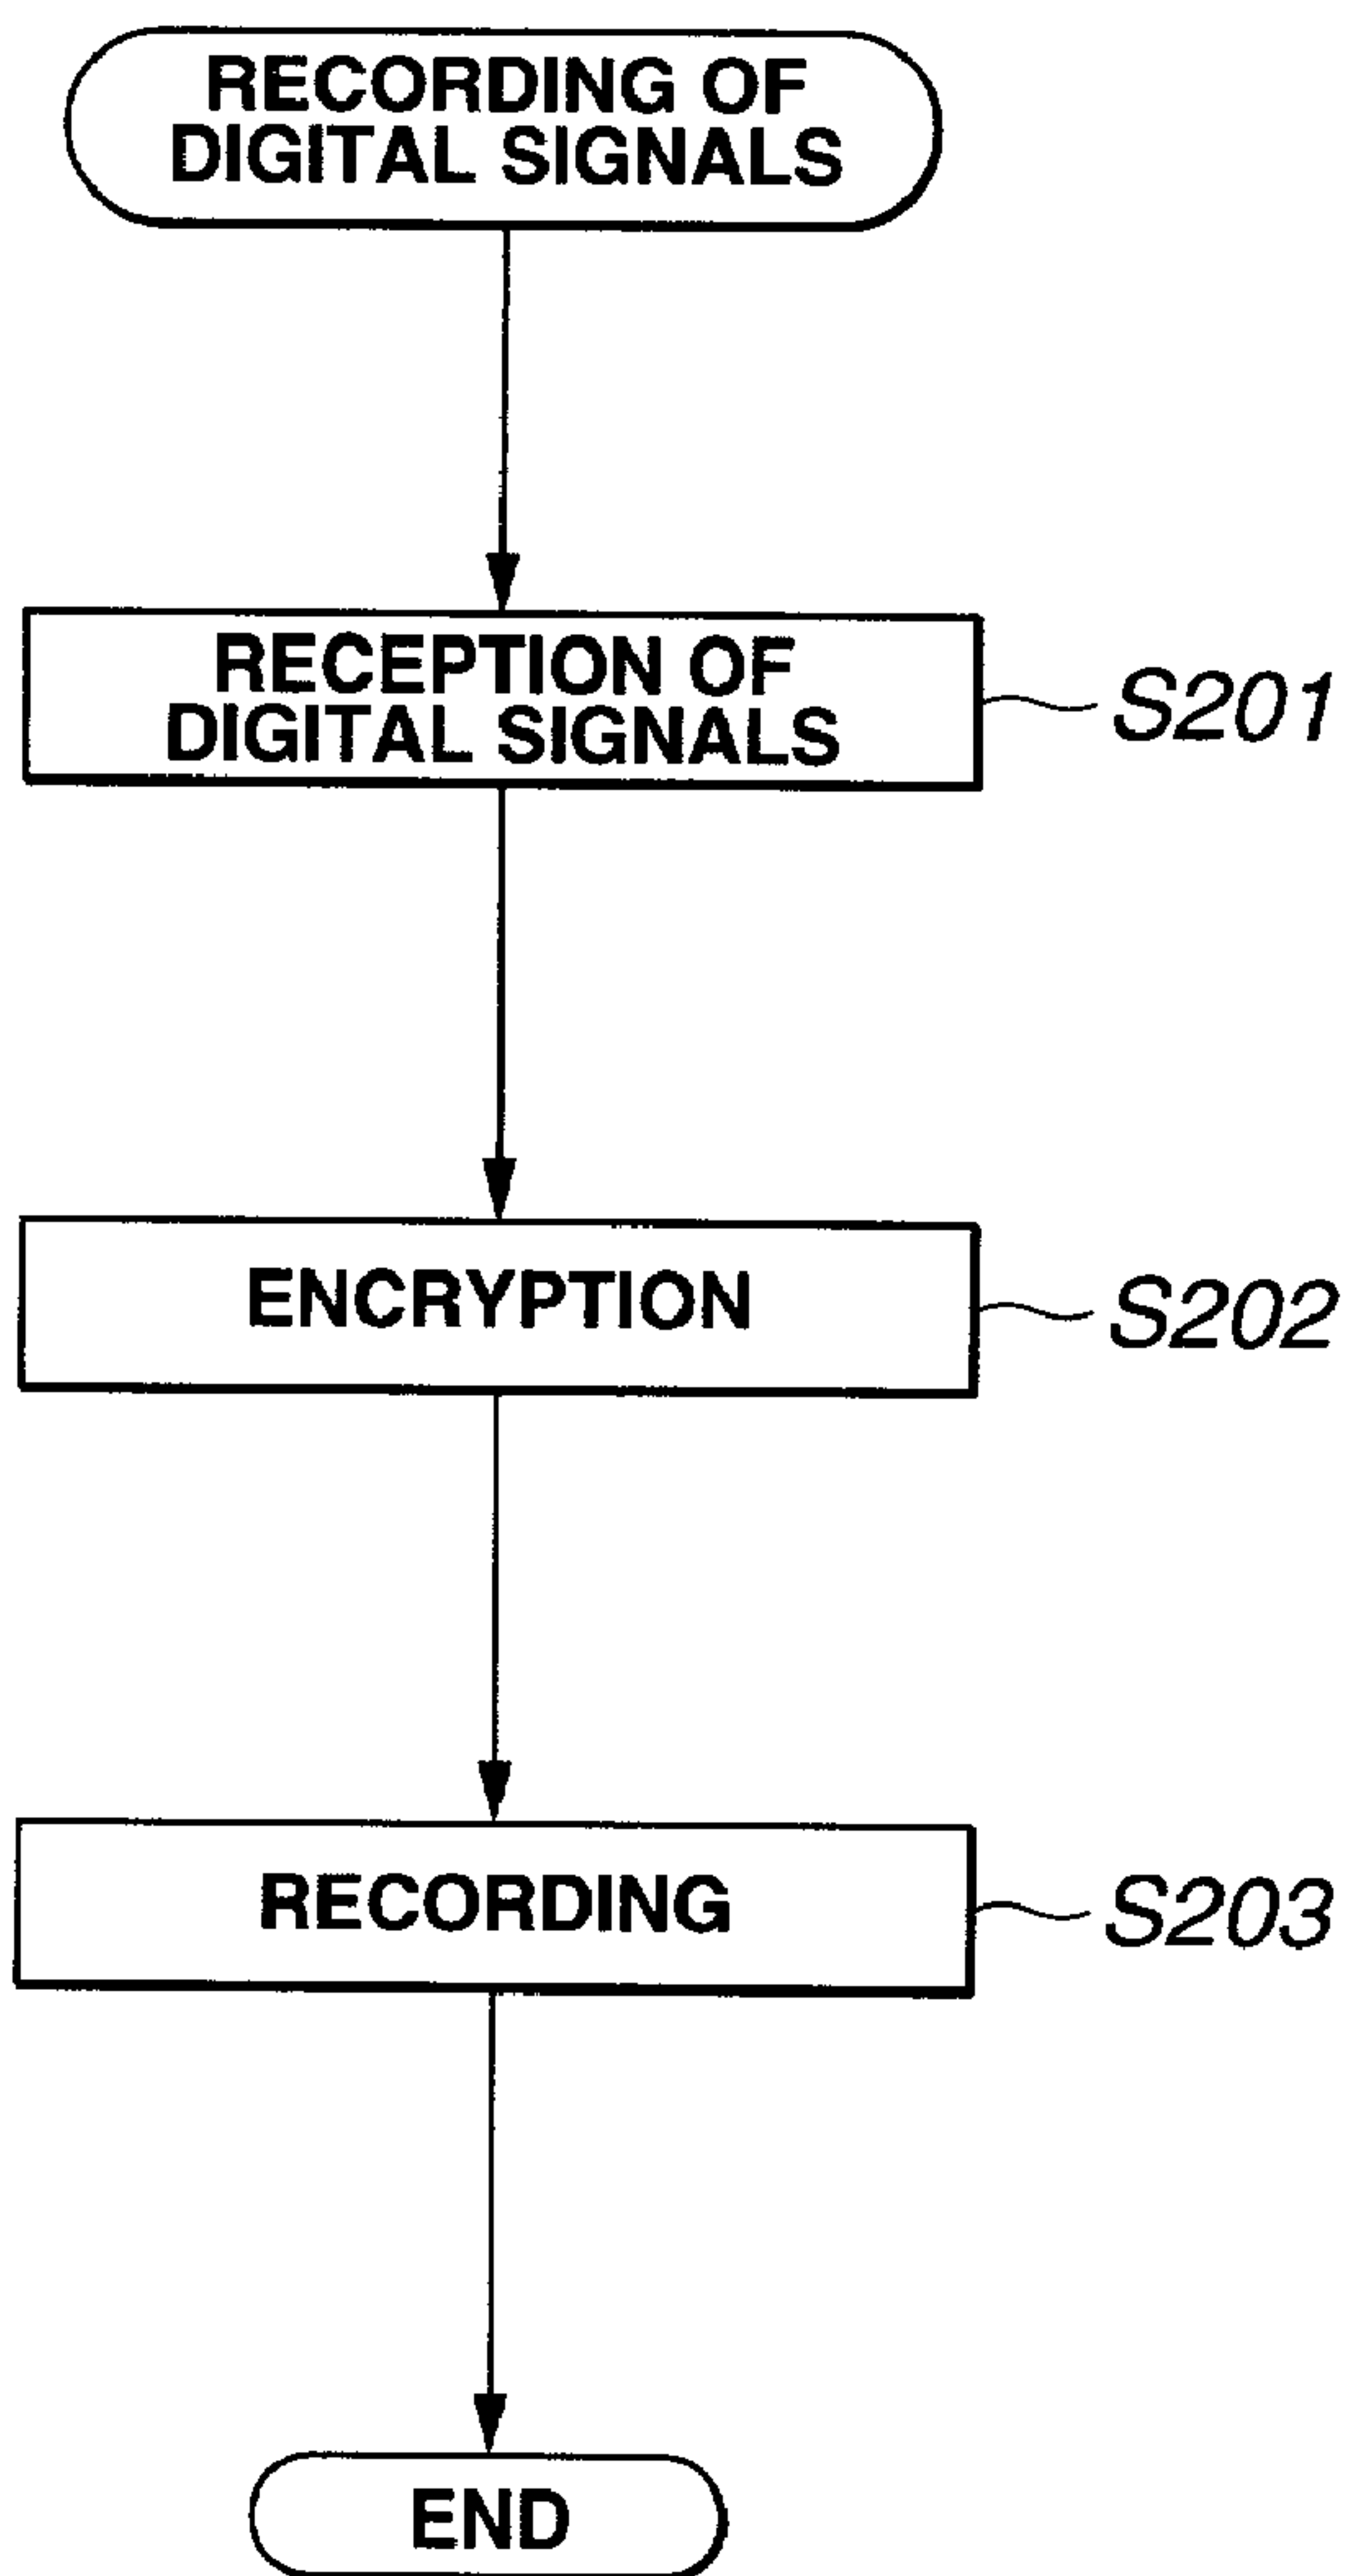 RECORDING OF
DIGITAL SIGNALS
RECEPTION OF
DIGITAL SIGNALS
S201
ENCRYPTION
S202
RECORDING
S203
END